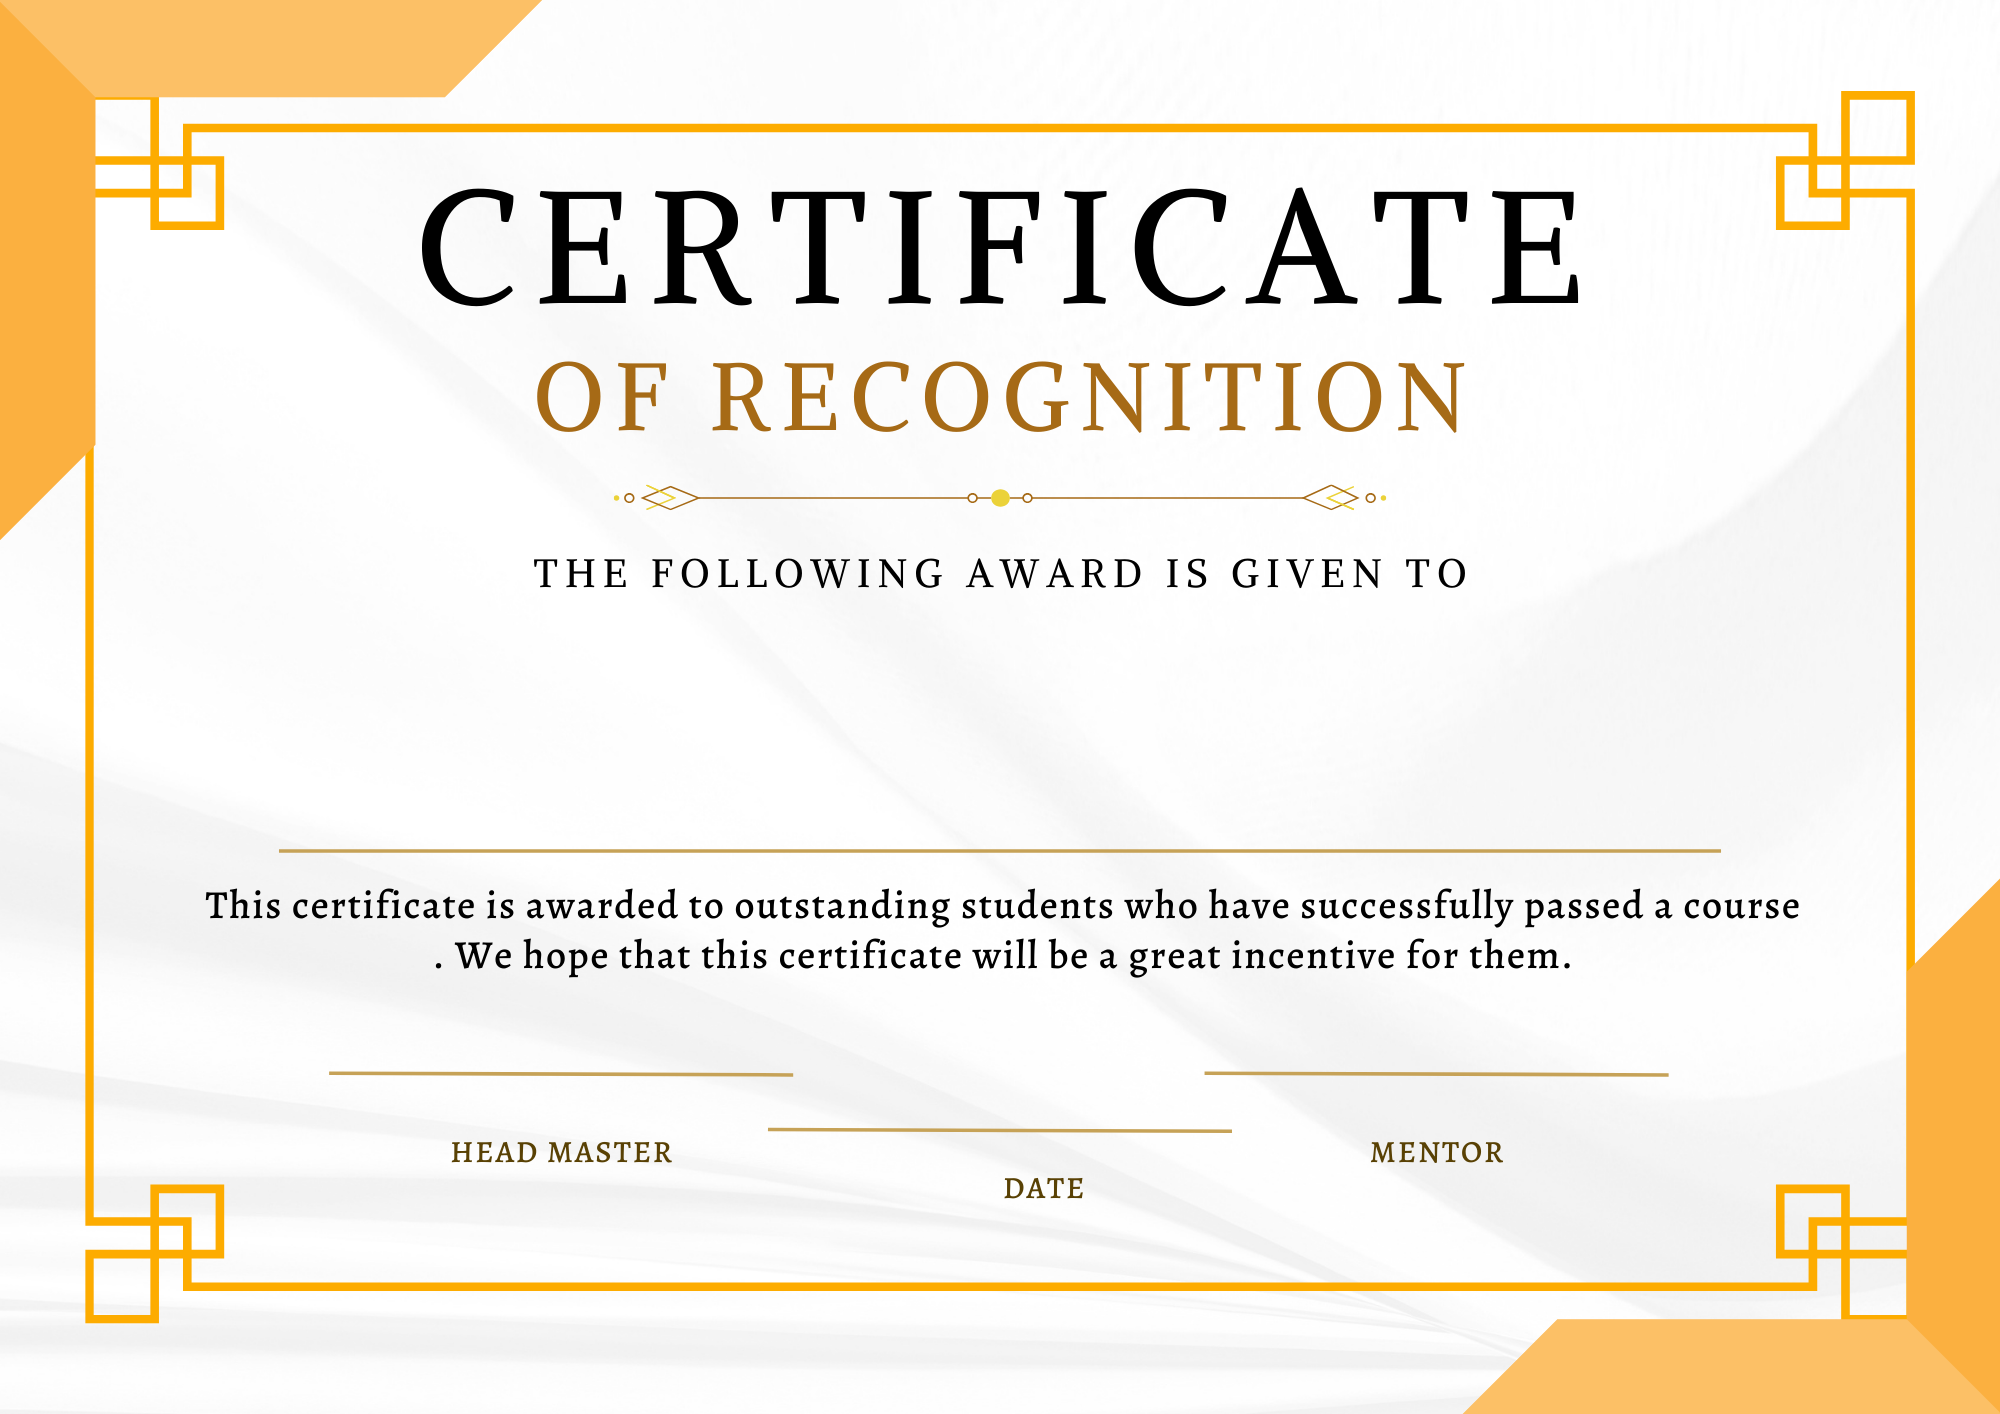 CERTIFICATE
OF RECOGNITION
THE FOLLOWING AWARD IS GIVEN TO
This certificate is awarded to outstanding students who have successfully passed a course
. We hope that this certificate will be a great incentive for them.
HEAD MASTER
MENTOR
DATE